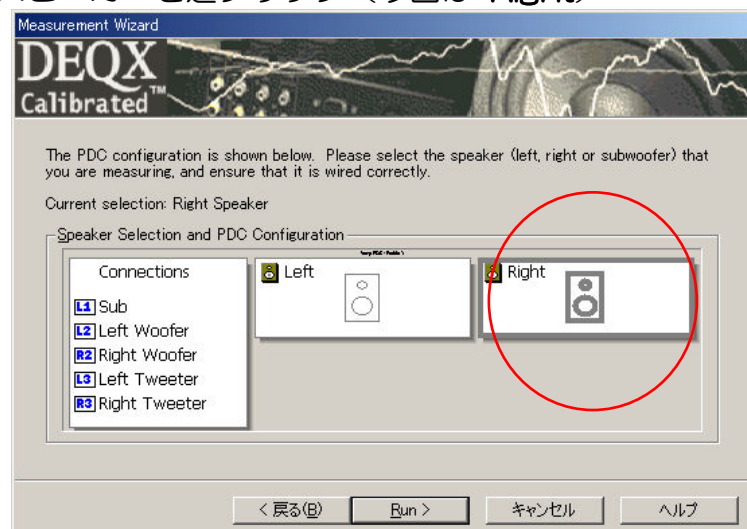 Measurement Wizard
DEQX
Calibrated™
The PDC configuration is shown below. Please select the speaker (left, right or subwoofer) that
you are measuring, and ensure that it is wired correctly.
Current selection: Right Speaker
Speaker Selection and PDC Configuration
Connections
L1 Sub
L2 Left Woofer
R2 Right Woofer
L3 Left Tweeter
R3 Right Tweeter
Left
Right
< 戻る(B)
Run >
キャンセル
ヘルプ